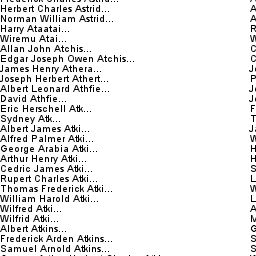 Herbert Charles Astrid... A
Norman William Astrid... A
Harry Ataatai... R
Wiremu Atai... W
Allan John Atchis... C
Edgar Joseph Owen Atchis... C
James Henry Athera... J
Joseph Herbert Athert... P
Albert Leonard Athfie... J
David Athfie... D
Eric Herschell Atk... F
Sydney Atk... T
Albert James Atki... J
Alfred Palmer Atki... W
George Arabia Atki... H
Arthur Henry Atki... H
Cedric James Atki... S
Rupert Charles Atki... L
Thomas Frederick Atki... W
William Harold Atki... L
Wilfred Atki... A
Wilfrid Atki... M
Albert Atkins... G
Frederick Arden Atkins... S
Samuel Arnold Atkins... S